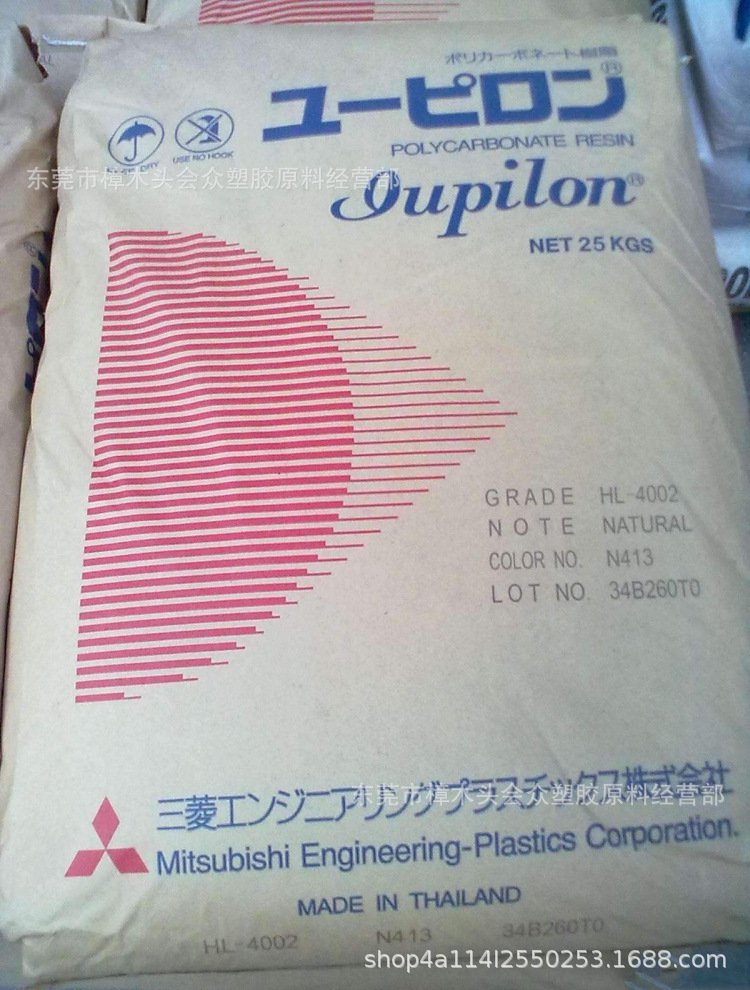 ポリカーボネート樹脂
ユーピロン®
POLYCARBONATE RESIN
DRY
USE NO HOOK
东莞市樟木头会众塑胶原料经营部
Iupilon®
NET 25 KGS
GRADE HL-4002
NOTE NATURAL
COLOR NO. N413
LOT NO. 34B260T0
三菱エンジニアリングプラスチックス株式会社
东莞市樟木头会众塑胶原料经营部
Mitsubishi Engineering-Plastics Corporation.
MADE IN THAILAND
HL-4002 N413 34B260T0
shop4a114l2550253.1688.com